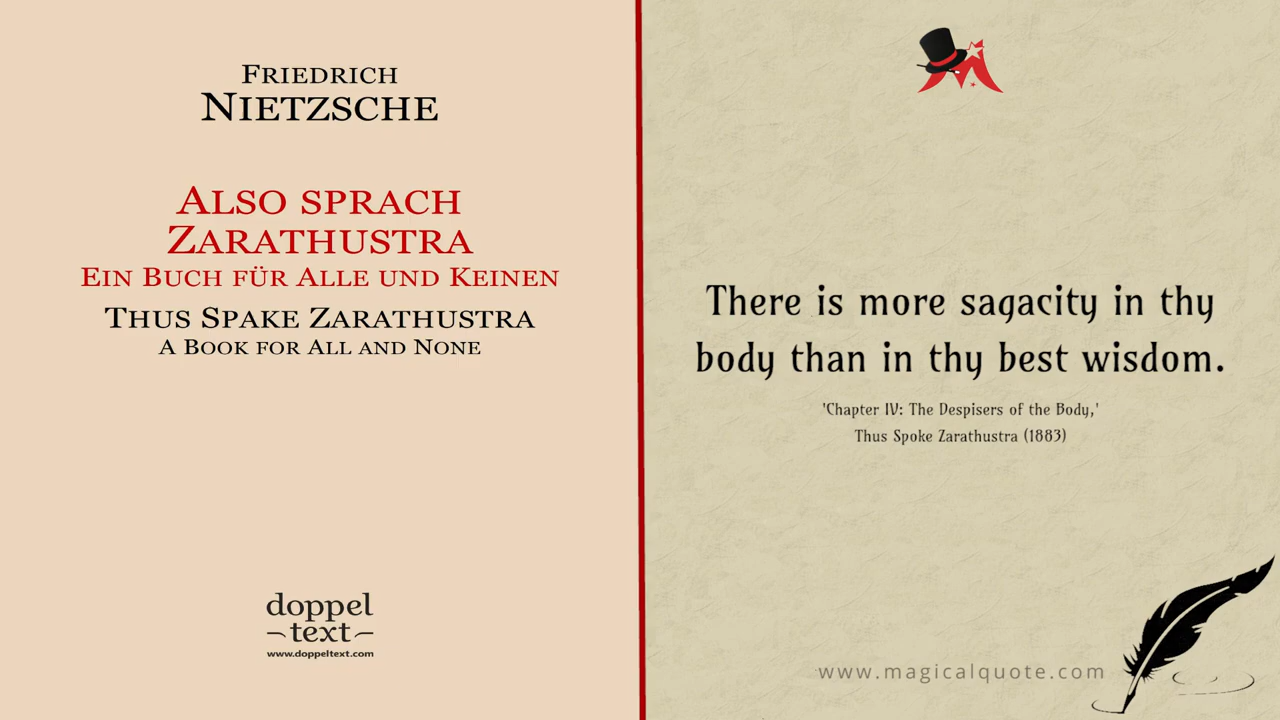 Friedrich
Nietzsche
Also sprach
Zarathustra
Ein Buch für Alle und Keinen
Thus Spake Zarathustra
A Book for All and None
doppel
text
www.doppeltext.com
There is more sagacity in thy
body than in thy best wisdom.
'Chapter IV: The Despisers of the Body,'
Thus Spoke Zarathustra (1883)
www.magicalquote.com